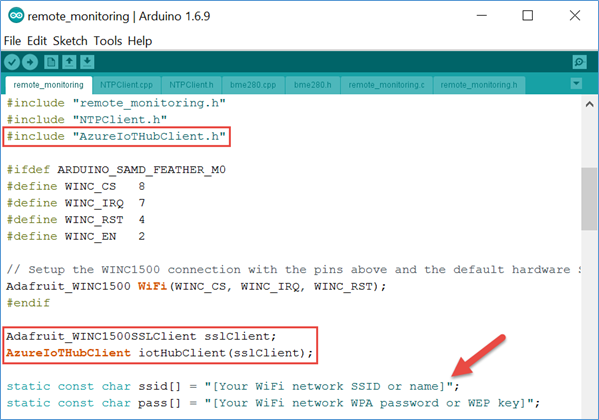 remote_monitoring | Arduino 1.6.9
File Edit Sketch Tools Help
remote_monitoring NTPClient.cpp NTPClient.h bme280.cpp bme280.h remote_monitoring.c remote_monitoring.h
#include "remote_monitoring.h"
#include "NTPClient.h"
#include "AzureIoTHubClient.h"
#ifdef ARDUINO_SAMD_FEATHER_M0
#define WINC_CS   8
#define WINC_IRQ  7
#define WINC_RST  4
#define WINC_EN   2
// Setup the WINC1500 connection with the pins above and the default hardware
Adafruit_WINC1500 WiFi(WINC_CS, WINC_IRQ, WINC_RST);
#endif
Adafruit_WINC1500SSLClient sslClient;
AzureIoTHubClient iotHubClient(sslClient);
static const char ssid[] = "[Your WiFi network SSID or name]";
static const char pass[] = "[Your WiFi network WPA password or WEP key]";